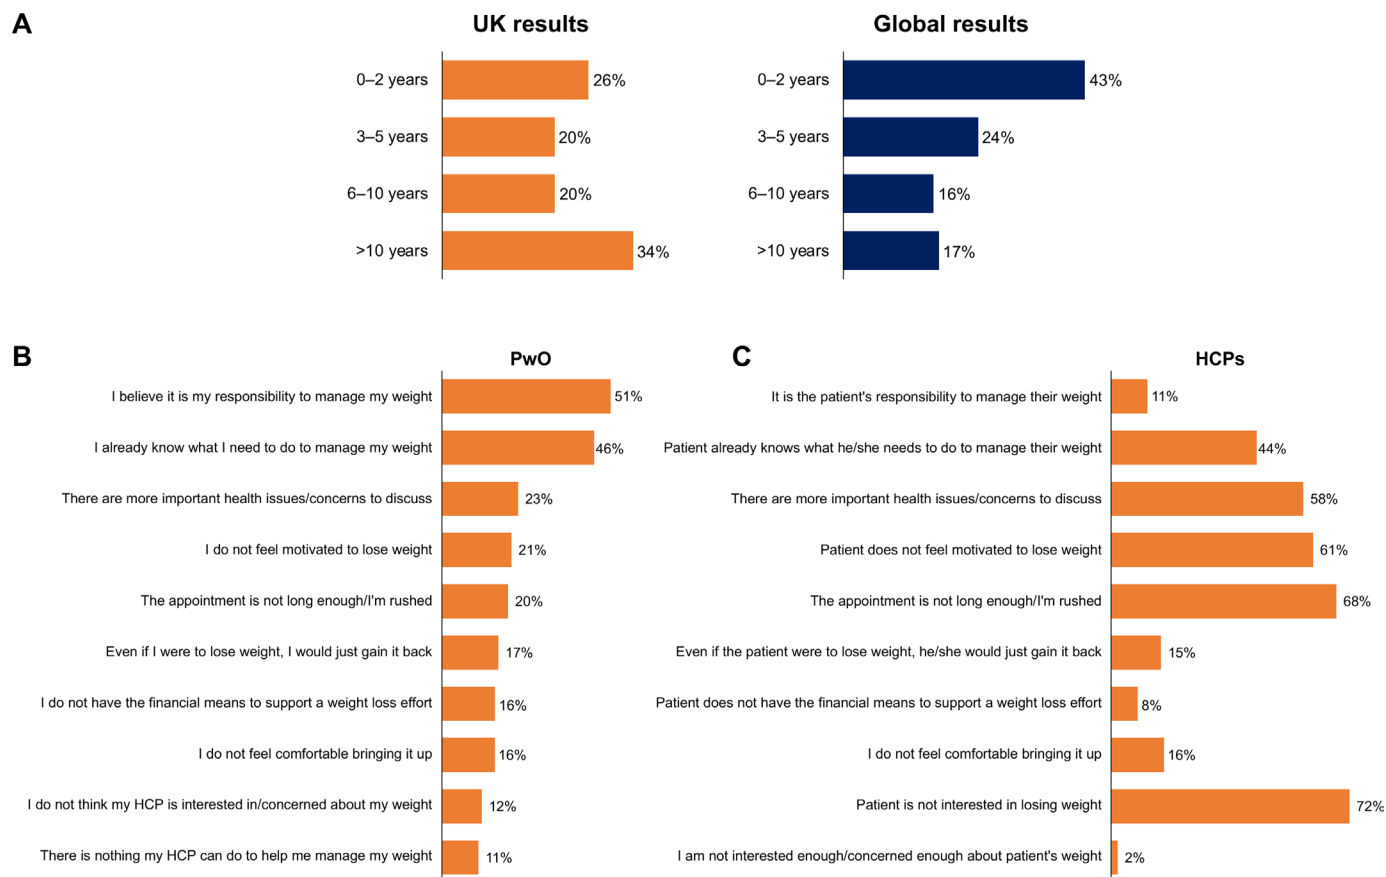 A
UK results
Global results
0–2 years
26%
3–5 years
20%
6–10 years
20%
>10 years
34%
0–2 years
43%
3–5 years
24%
6–10 years
16%
>10 years
17%
B
PwO
I believe it is my responsibility to manage my weight
51%
I already know what I need to do to manage my weight
46%
There are more important health issues/concerns to discuss
23%
I do not feel motivated to lose weight
21%
The appointment is not long enough/I'm rushed
20%
Even if I were to lose weight, I would just gain it back
17%
I do not have the financial means to support a weight loss effort
16%
I do not feel comfortable bringing it up
16%
I do not think my HCP is interested in/concerned about my weight
12%
There is nothing my HCP can do to help me manage my weight
11%
C
HCPs
It is the patient's responsibility to manage their weight
11%
Patient already knows what he/she needs to do to manage their weight
44%
There are more important health issues/concerns to discuss
58%
Patient does not feel motivated to lose weight
61%
The appointment is not long enough/I'm rushed
68%
Even if the patient were to lose weight, he/she would just gain it back
15%
Patient does not have the financial means to support a weight loss effort
8%
I do not feel comfortable bringing it up
16%
Patient is not interested in losing weight
72%
I am not interested enough/concerned enough about patient's weight
2%